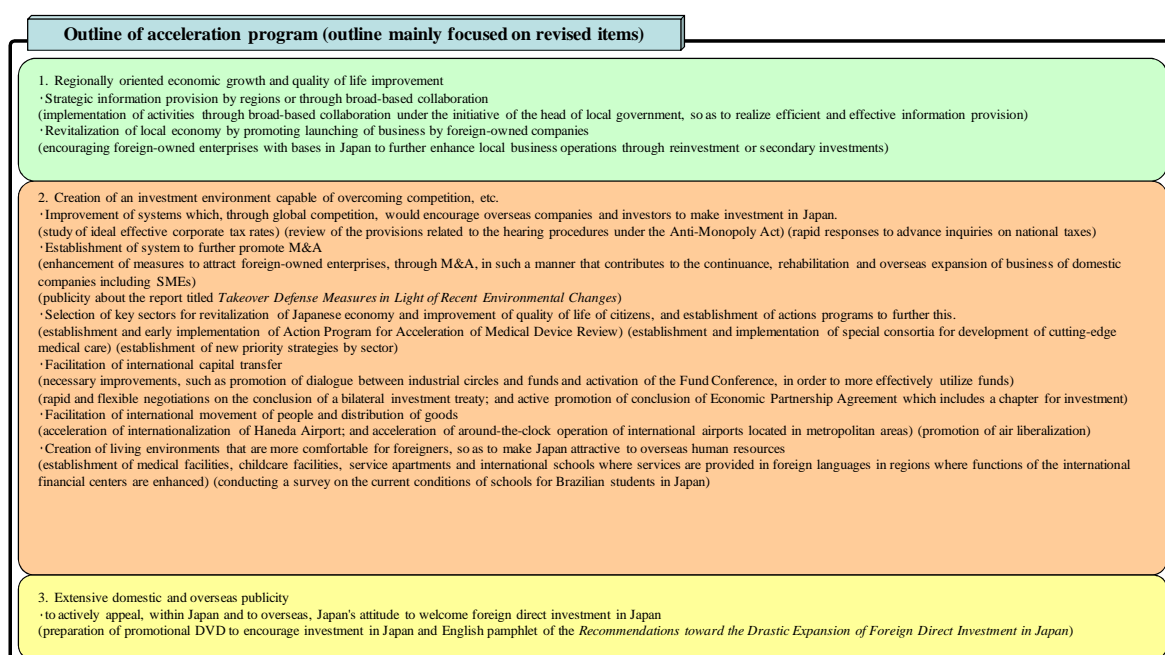 Outline of acceleration program (outline mainly focused on revised items)
1. Regionally oriented economic growth and quality of life improvement
·Strategic information provision by regions or through broad-based collaboration
(implementation of activities through broad-based collaboration under the initiative of the head of local government, so as to realize efficient and effective information provision)
·Revitalization of local economy by promoting launching of business by foreign-owned companies
(encouraging foreign-owned enterprises with bases in Japan to further enhance local business operations through reinvestment or secondary investments)
2. Creation of an investment environment capable of overcoming competition, etc.
·Improvement of systems which, through global competition, would encourage overseas companies and investors to make investment in Japan.
(study of ideal effective corporate tax rates) (review of the provisions related to the hearing procedures under the Anti-Monopoly Act) (rapid responses to advance inquiries on national taxes)
·Establishment of system to further promote M&A
(enhancement of measures to attract foreign-owned enterprises, through M&A, in such a manner that contributes to the continuance, rehabilitation and overseas expansion of business of domestic
companies including SMEs)
(publicity about the report titled Takeover Defense Measures in Light of Recent Environmental Changes)
·Selection of key sectors for revitalization of Japanese economy and improvement of quality of life of citizens, and establishment of actions programs to further this.
(establishment and early implementation of Action Program for Acceleration of Medical Device Review) (establishment and implementation of special consortia for development of cutting-edge
medical care) (establishment of new priority strategies by sector)
·Facilitation of international capital transfer
(necessary improvements, such as promotion of dialogue between industrial circles and funds and activation of the Fund Conference, in order to more effectively utilize funds)
(rapid and flexible negotiations on the conclusion of a bilateral investment treaty; and active promotion of conclusion of Economic Partnership Agreement which includes a chapter for investment)
·Facilitation of international movement of people and distribution of goods
(acceleration of internationalization of Haneda Airport; and acceleration of around-the-clock operation of international airports located in metropolitan areas) (promotion of air liberalization)
·Creation of living environments that are more comfortable for foreigners, so as to make Japan attractive to overseas human resources
(establishment of medical facilities, childcare facilities, service apartments and international schools where services are provided in foreign languages in regions where functions of the international
financial centers are enhanced) (conducting a survey on the current conditions of schools for Brazilian students in Japan)
3. Extensive domestic and overseas publicity
·to actively appeal, within Japan and to overseas, Japan's attitude to welcome foreign direct investment in Japan
(preparation of promotional DVD to encourage investment in Japan and English pamphlet of the Recommendations toward the Drastic Expansion of Foreign Direct Investment in Japan)